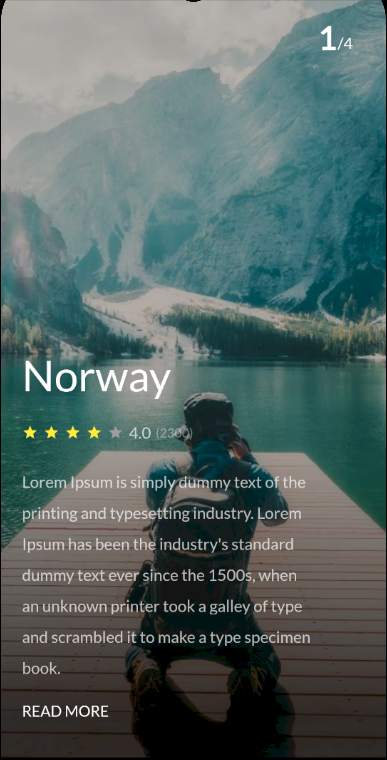 1/4
Norway
4.0 (2300)
Lorem Ipsum is simply dummy text of the
printing and typesetting industry. Lorem
Ipsum has been the industry's standard
dummy text ever since the 1500s, when
an unknown printer took a galley of type
and scrambled it to make a type specimen
book.
READ MORE